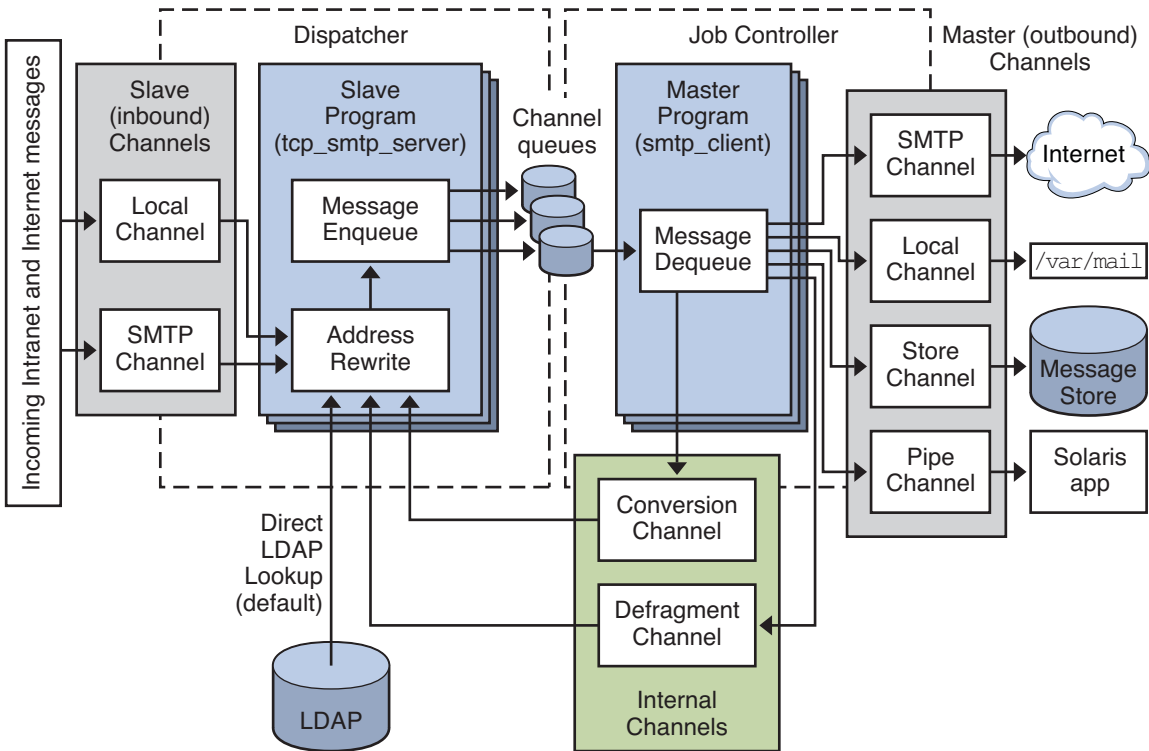 Incoming Intranet and Internet messages
Dispatcher
Job Controller
Master (outbound)
Channels
Slave
(inbound)
Channels
Slave
Program
(tcp_smtp_server)
Channel
queues
Master
Program
(smtp_client)
SMTP
Channel
Internet
Local
Channel
Message
Enqueue
Message
Dequeue
Local
Channel
/var/mail
SMTP
Channel
Address
Rewrite
Store
Channel
Message
Store
Pipe
Channel
Solaris
app
Direct
LDAP
Lookup
(default)
Conversion
Channel
Defragment
Channel
Internal
Channels
LDAP